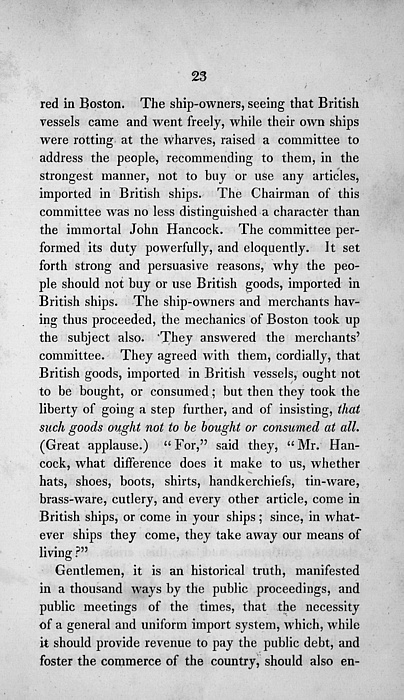 23
red in Boston. The ship-owners, seeing that British
vessels came and went freely, while their own ships
were rotting at the wharves, raised a committee to
address the people, recommending to them, in the
strongest manner, not to buy or use any articles,
imported in British ships. The Chairman of this
committee was no less distinguished a character than
the immortal John Hancock. The committee per-
formed its duty powerfully, and eloquently. It set
forth strong and persuasive reasons, why the peo-
ple should not buy or use British goods, imported in
British ships. The ship-owners and merchants hav-
ing thus proceeded, the mechanics of Boston took up
the subject also. They answered the merchants'
committee. They agreed with them, cordially, that
British goods, imported in British vessels, ought not
to be bought, or consumed; but then they took the
liberty of going a step further, and of insisting, that
such goods ought not to be bought or consumed at all.
(Great applause.) "For," said they, "Mr. Han-
cock, what difference does it make to us, whether
hats, shoes, boots, shirts, handkerchiefs, tin-ware,
brass-ware, cutlery, and every other article, come in
British ships, or come in your ships; since, in what-
ever ships they come, they take away our means of
living?"
Gentlemen, it is an historical truth, manifested
in a thousand ways by the public proceedings, and
public meetings of the times, that the necessity
of a general and uniform import system, which, while
it should provide revenue to pay the public debt, and
foster the commerce of the country, should also en-